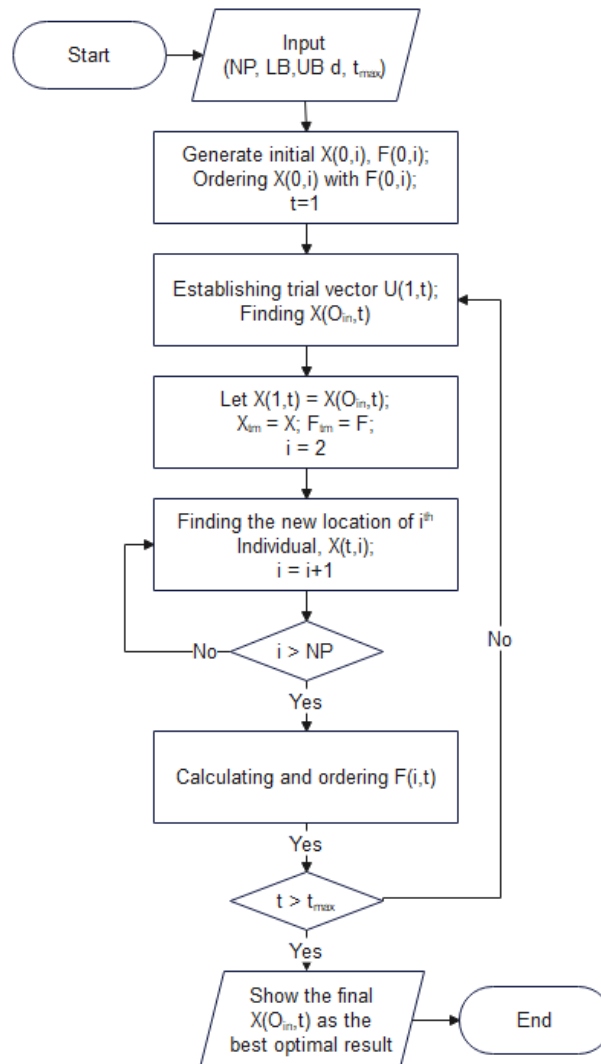 Start
Input
(NP, LB,UB d, tmax)
Generate initial X(0,i), F(0,i);
Ordering X(0,i) with F(0,i);
t=1
Establishing trial vector U(1,t);
Finding X(Oin,t)
Let X(1,t) = X(Oin,t);
Xtm = X; Ftm = F;
i = 2
Finding the new location of ith
Individual, X(t,i);
i = i+1
No
i > NP
No
Yes
Calculating and ordering F(i,t)
Yes
t > tmax
Yes
Show the final
X(Oin,t) as the
best optimal result
End